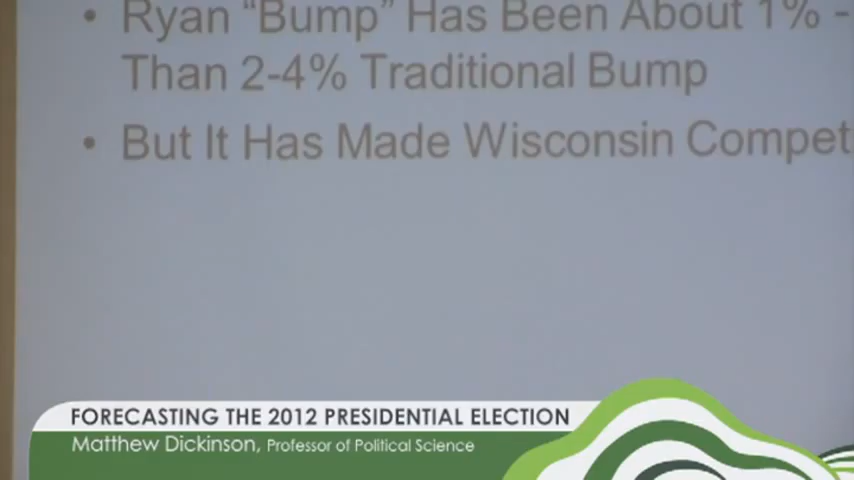 • Ryan “Bump” Has Been About 1% -
Than 2-4% Traditional Bump
• But It Has Made Wisconsin Compet
FORECASTING THE 2012 PRESIDENTIAL ELECTION
Matthew Dickinson, Professor of Political Science